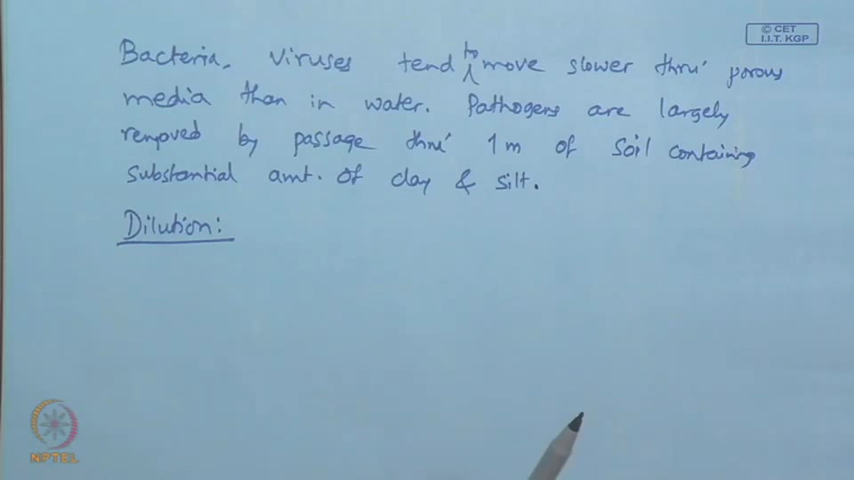 © CET
I.I.T. KGP
Bacteria, viruses tend to move slower thru' porous
media than in water. Pathogens are largely
removed by passage thru' 1m of soil containing
substantial amt. of clay & silt.
Dilution:
NPTEL